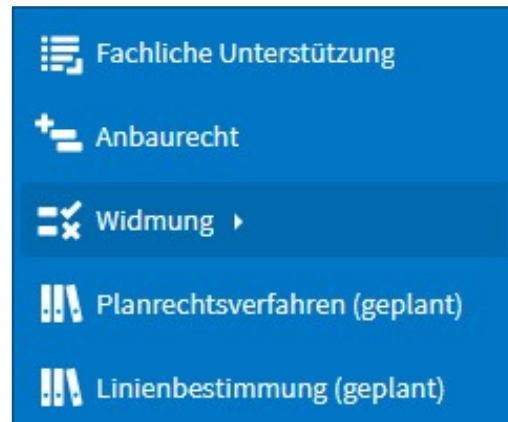 Fachliche Unterstützung
Anbaurecht
Widmung
Planrechtsverfahren (geplant)
Linienbestimmung (geplant)